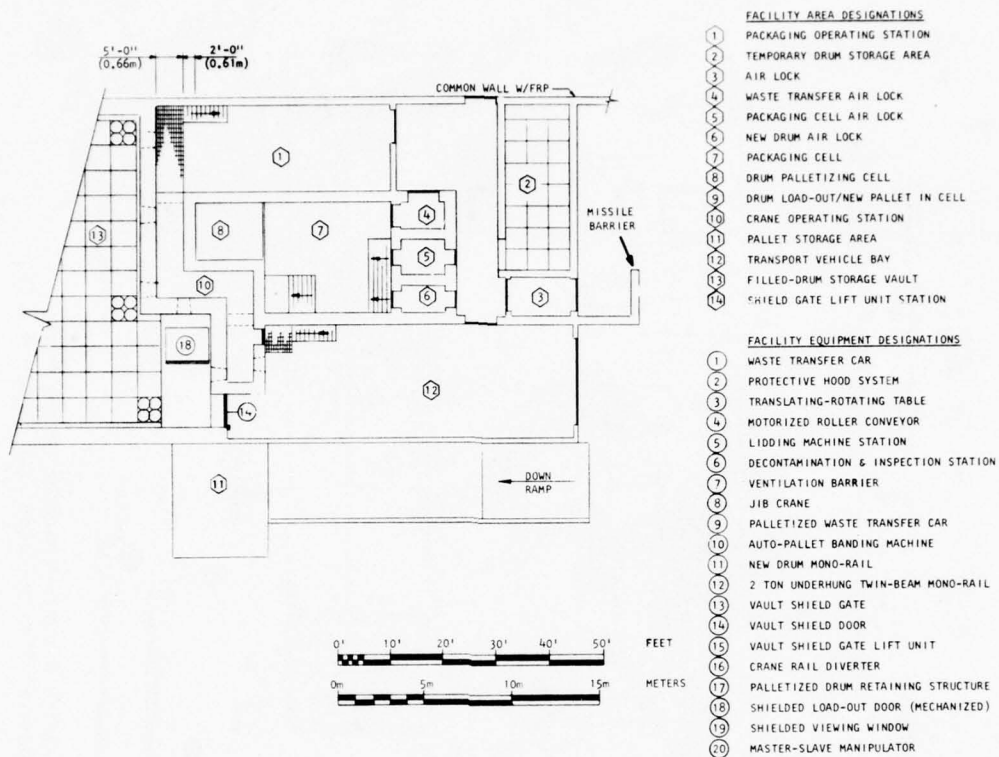 5'-0" 2'-0"
(0.66m) (0.61m)
COMMON WALL W/FRP
1
2
4
MISSILE
BARRIER
13
8
7
5
10
6
3
18
12
14
11
DOWN
RAMP
0' 10' 20' 30' 40' 50' FEET
0m 5m 10m 15m METERS
FACILITY AREA DESIGNATIONS
1 PACKAGING OPERATING STATION
2 TEMPORARY DRUM STORAGE AREA
3 AIR LOCK
4 WASTE TRANSFER AIR LOCK
5 PACKAGING CELL AIR LOCK
6 NEW DRUM AIR LOCK
7 PACKAGING CELL
8 DRUM PALLETIZING CELL
9 DRUM LOAD-OUT/NEW PALLET IN CELL
10 CRANE OPERATING STATION
11 PALLET STORAGE AREA
12 TRANSPORT VEHICLE BAY
13 FILLED-DRUM STORAGE VAULT
14 SHIELD GATE LIFT UNIT STATION
FACILITY EQUIPMENT DESIGNATIONS
1 WASTE TRANSFER CAR
2 PROTECTIVE HOOD SYSTEM
3 TRANSLATING-ROTATING TABLE
4 MOTORIZED ROLLER CONVEYOR
5 LIDDING MACHINE STATION
6 DECONTAMINATION & INSPECTION STATION
7 VENTILATION BARRIER
8 JIB CRANE
9 PALLETIZED WASTE TRANSFER CAR
10 AUTO-PALLET BANDING MACHINE
11 NEW DRUM MONO-RAIL
12 2 TON UNDERHUNG TWIN-BEAM MONO-RAIL
13 VAULT SHIELD GATE
14 VAULT SHIELD DOOR
15 VAULT SHIELD GATE LIFT UNIT
16 CRANE RAIL DIVERTER
17 PALLETIZED DRUM RETAINING STRUCTURE
18 SHIELDED LOAD-OUT DOOR (MECHANIZED)
19 SHIELDED VIEWING WINDOW
20 MASTER-SLAVE MANIPULATOR